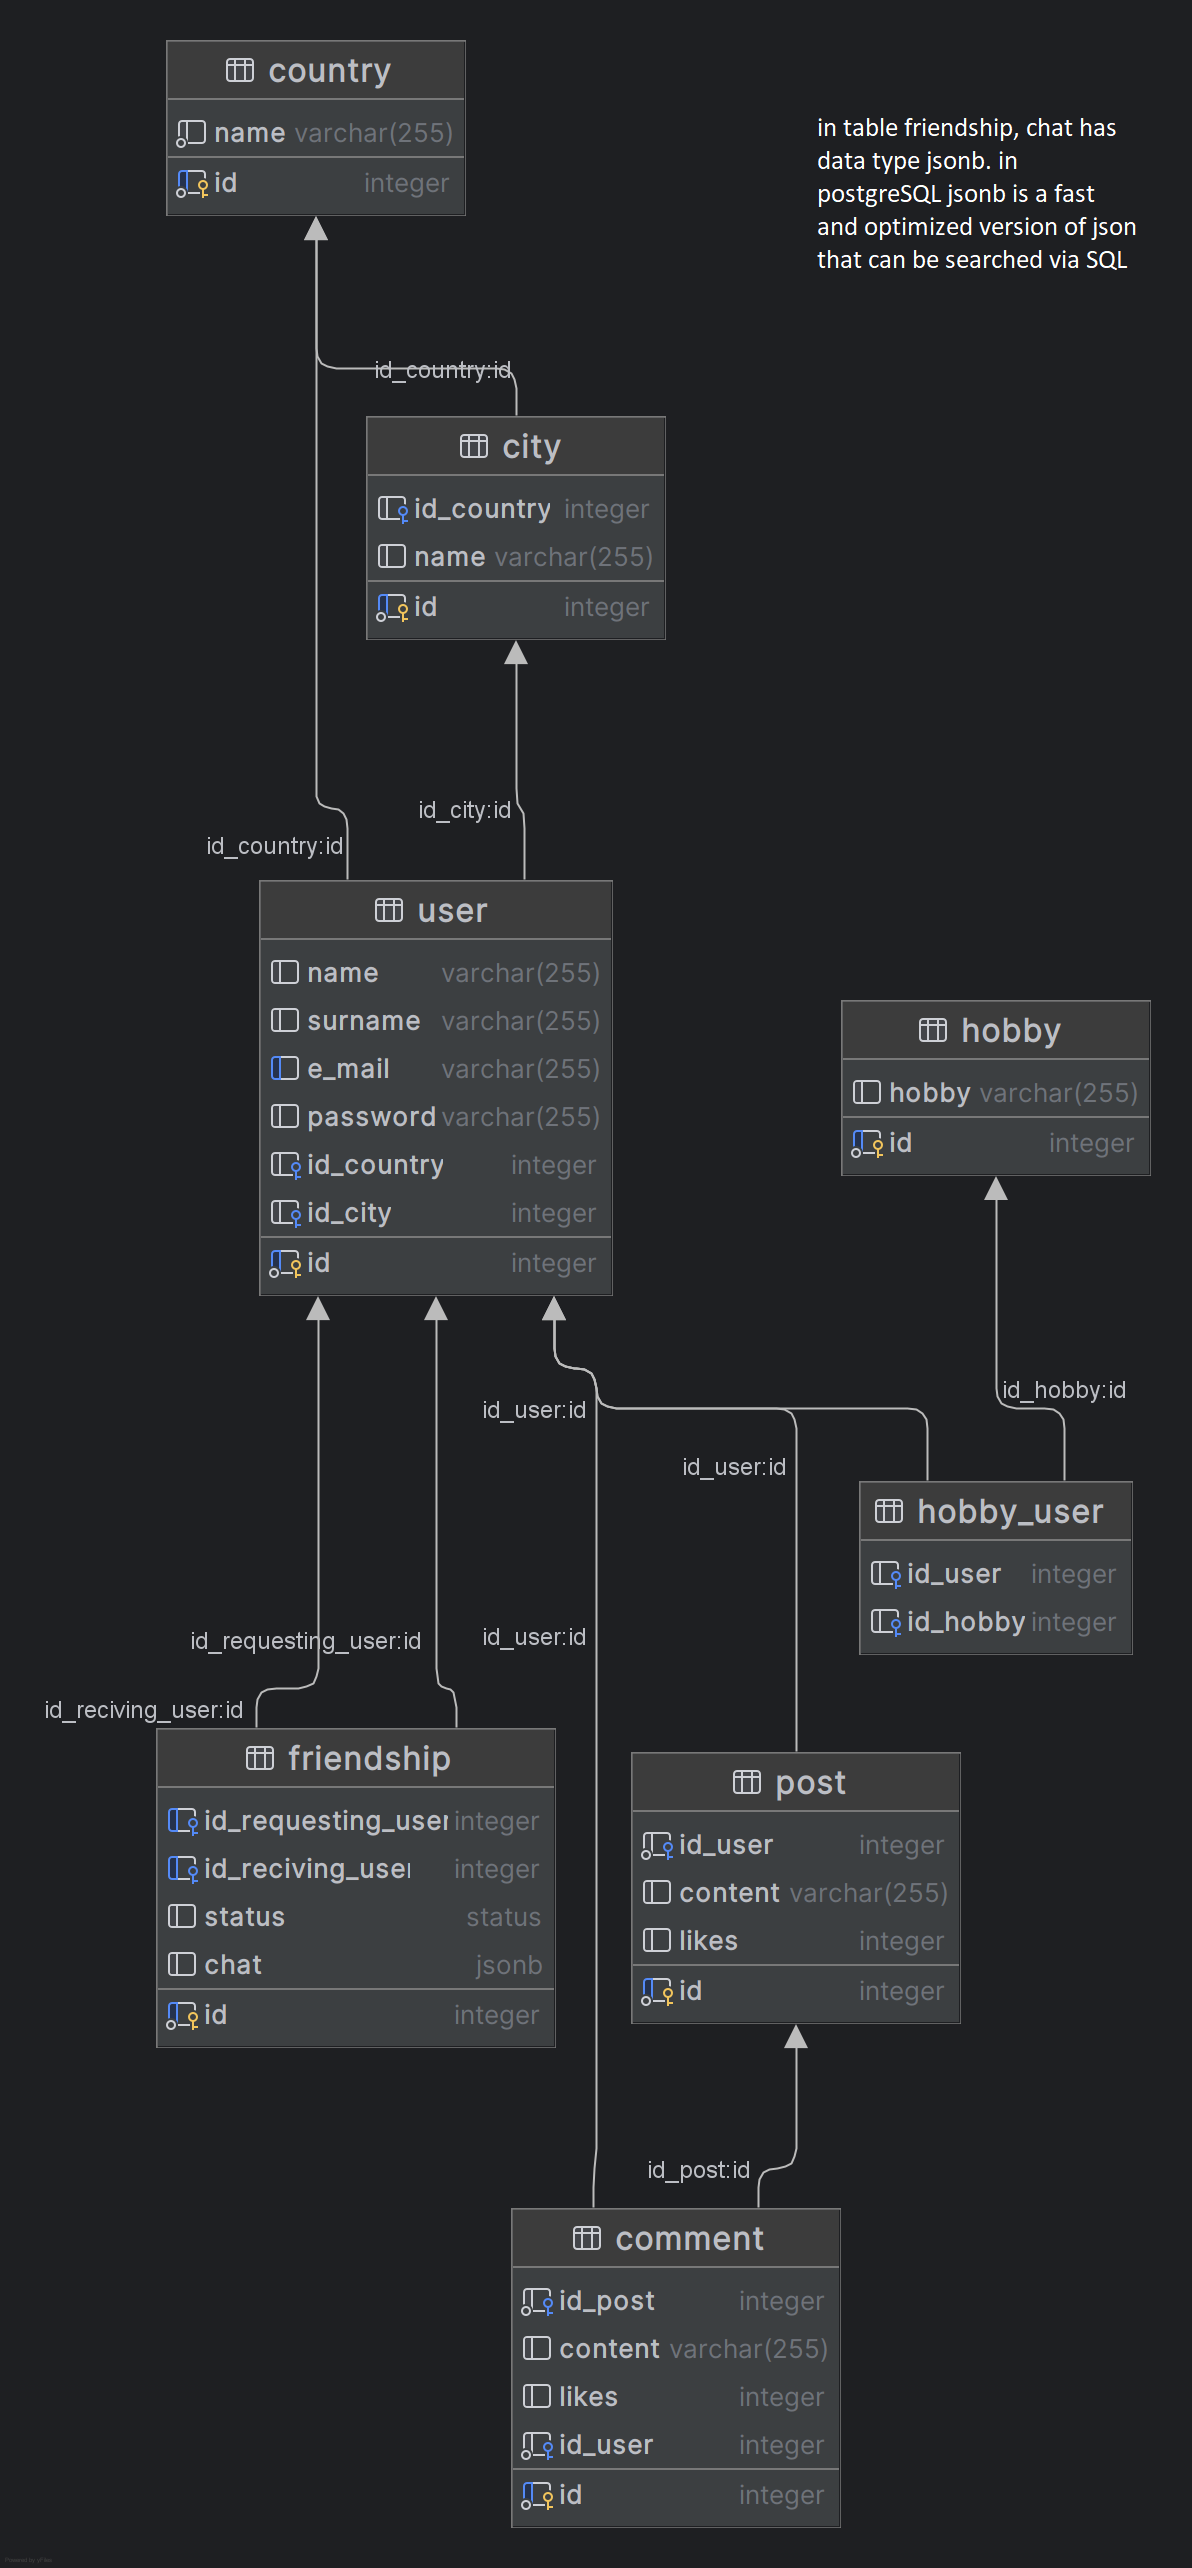 country
name varchar(255)
id integer
in table friendship, chat has
data type jsonb. in
postgreSQL jsonb is a fast
and optimized version of json
that can be searched via SQL
id_country:id
city
id_country integer
name varchar(255)
id integer
id_city:id
id_country:id
user
name varchar(255)
surname varchar(255)
e_mail varchar(255)
password varchar(255)
id_country integer
id_city integer
id integer
hobby
hobby varchar(255)
id integer
id_hobby:id
id_user:id
id_user:id
hobby_user
id_user integer
id_hobby integer
id_requesting_user:id
id_user:id
id_reciving_user:id
friendship
id_requesting_user integer
id_reciving_user integer
status status
chat jsonb
id integer
post
id_user integer
content varchar(255)
likes integer
id integer
id_post:id
comment
id_post integer
content varchar(255)
likes integer
id_user integer
id integer